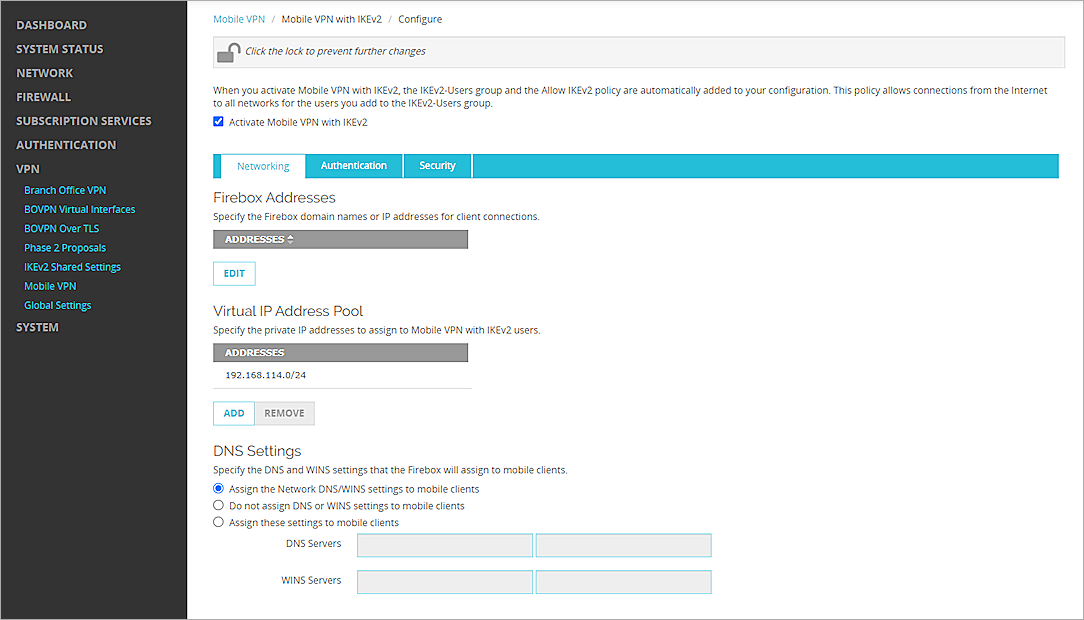 DASHBOARD
SYSTEM STATUS
NETWORK
FIREWALL
SUBSCRIPTION SERVICES
AUTHENTICATION
VPN
Branch Office VPN
BOVPN Virtual Interfaces
BOVPN Over TLS
Phase 2 Proposals
IKEv2 Shared Settings
Mobile VPN
Global Settings
SYSTEM
Mobile VPN / Mobile VPN with IKEv2 / Configure
Click the lock to prevent further changes
When you activate Mobile VPN with IKEv2, the IKEv2-Users group and the Allow IKEv2 policy are automatically added to your configuration. This policy allows connections from the Internet
to all networks for the users you add to the IKEv2-Users group.
Activate Mobile VPN with IKEv2
Networking Authentication Security
Firebox Addresses
Specify the Firebox domain names or IP addresses for client connections.
ADDRESSES
EDIT
Virtual IP Address Pool
Specify the private IP addresses to assign to Mobile VPN with IKEv2 users.
ADDRESSES
192.168.114.0/24
ADD REMOVE
DNS Settings
Specify the DNS and WINS settings that the Firebox will assign to mobile clients.
Assign the Network DNS/WINS settings to mobile clients
Do not assign DNS or WINS settings to mobile clients
Assign these settings to mobile clients
DNS Servers
WINS Servers